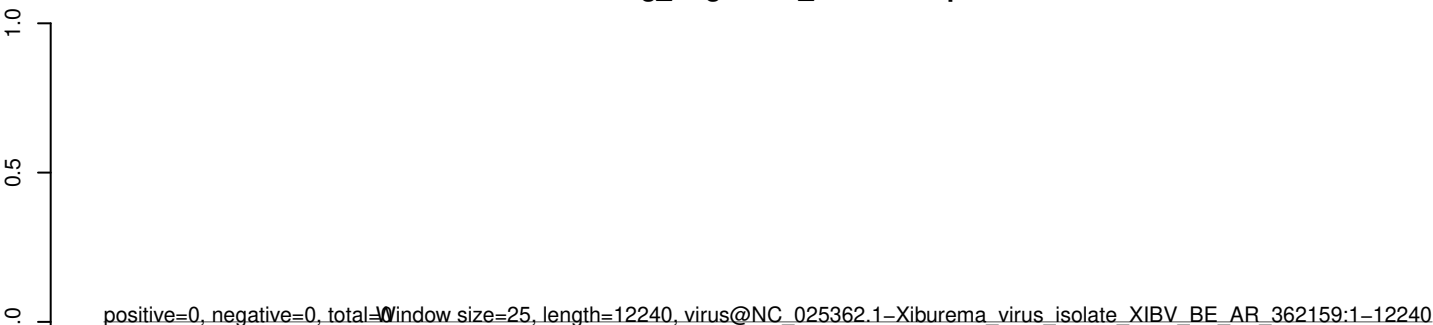 1.0
0.5
.0
positive=0, negative=0, total=0
Window size=25, length=12240, virus@NC_025362.1−Xiburema_virus_isolate_XIBV_BE_AR_362159:1−12240